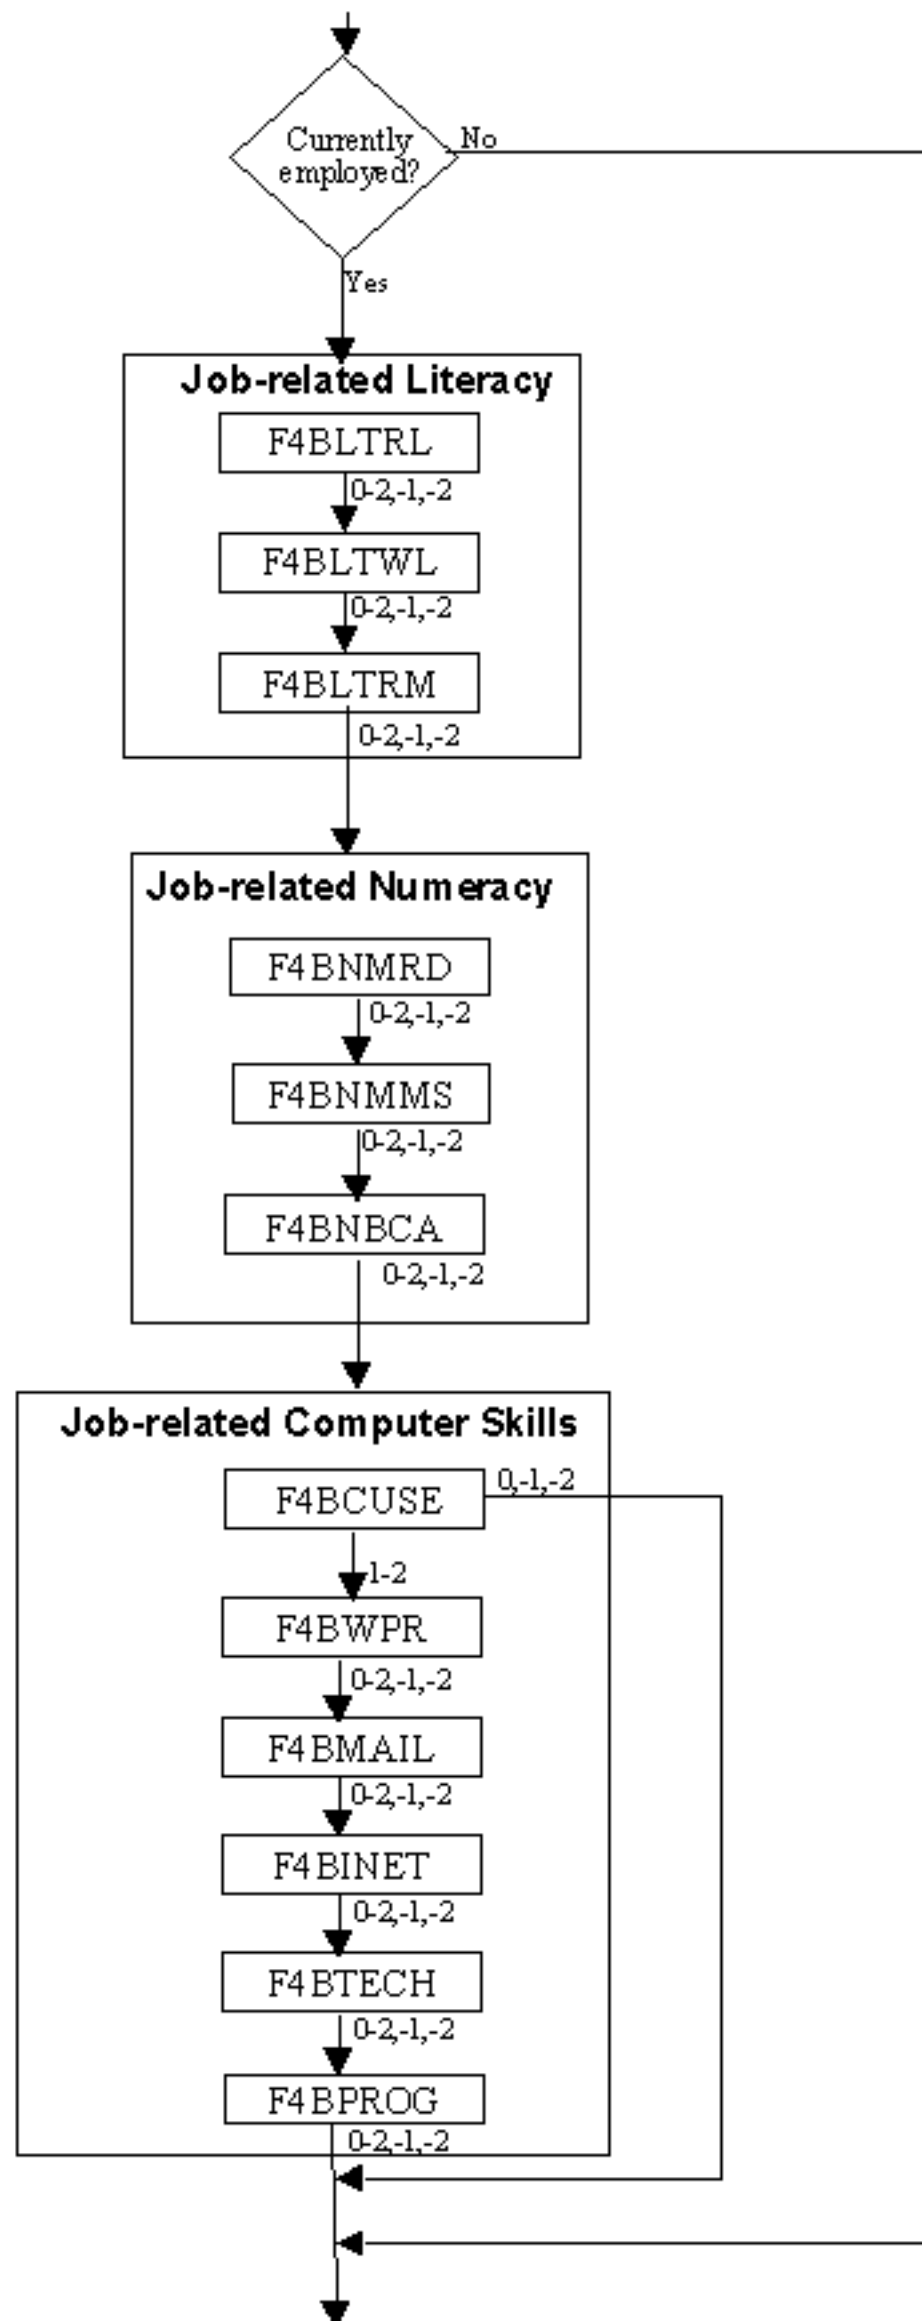 Currently
employed?
No
Yes
Job-related Literacy
F4BLTRL
0-2,-1,-2
F4BLTWL
0-2,-1,-2
F4BLTRM
0-2,-1,-2
Job-related Numeracy
F4BNMRD
0-2,-1,-2
F4BNMMS
0-2,-1,-2
F4BNBCA
0-2,-1,-2
Job-related Computer Skills
F4BCUSE
0,-1,-2
1-2
F4BWPR
0-2,-1,-2
F4BMAIL
0-2,-1,-2
F4BINET
0-2,-1,-2
F4BTECH
0-2,-1,-2
F4BPROG
0-2,-1,-2